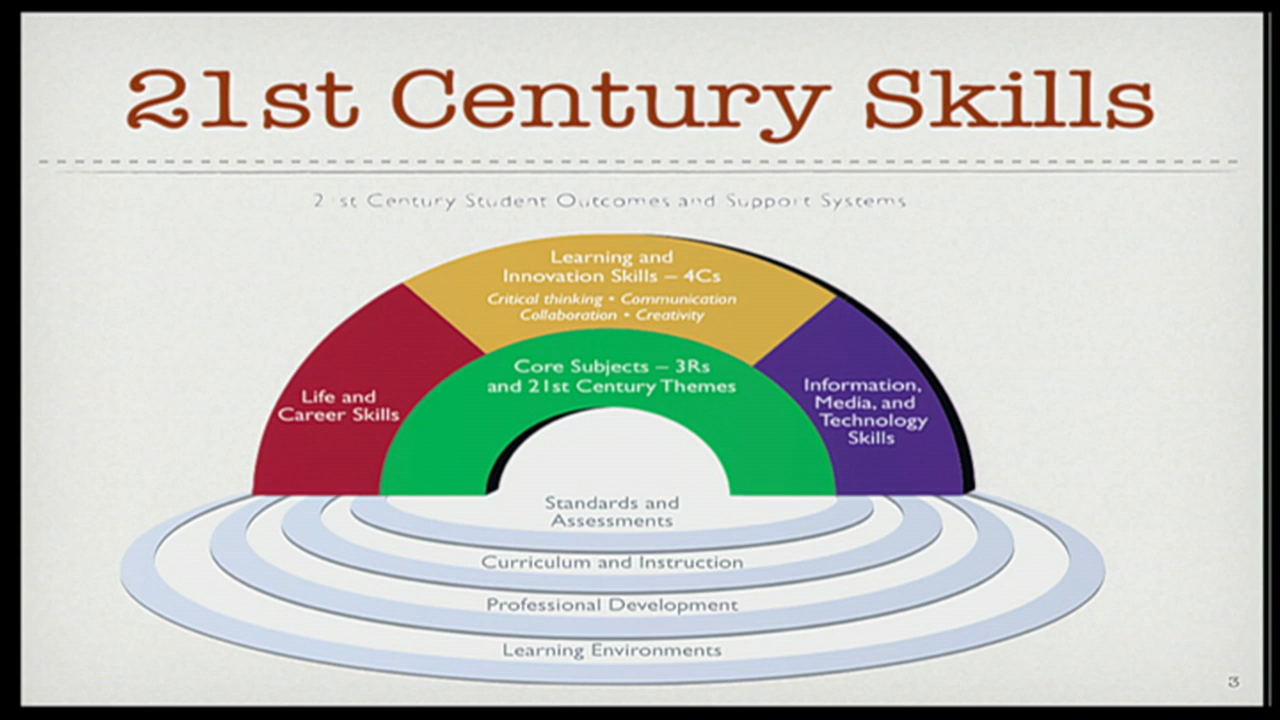 21st Century Skills
21st Century Student Outcomes and Support Systems
Learning and
Innovation Skills – 4Cs
Critical thinking • Communication
Collaboration • Creativity
Core Subjects – 3Rs
and 21st Century Themes
Life and
Career Skills
Information,
Media, and
Technology
Skills
Standards and
Assessments
Curriculum and Instruction
Professional Development
Learning Environments
3